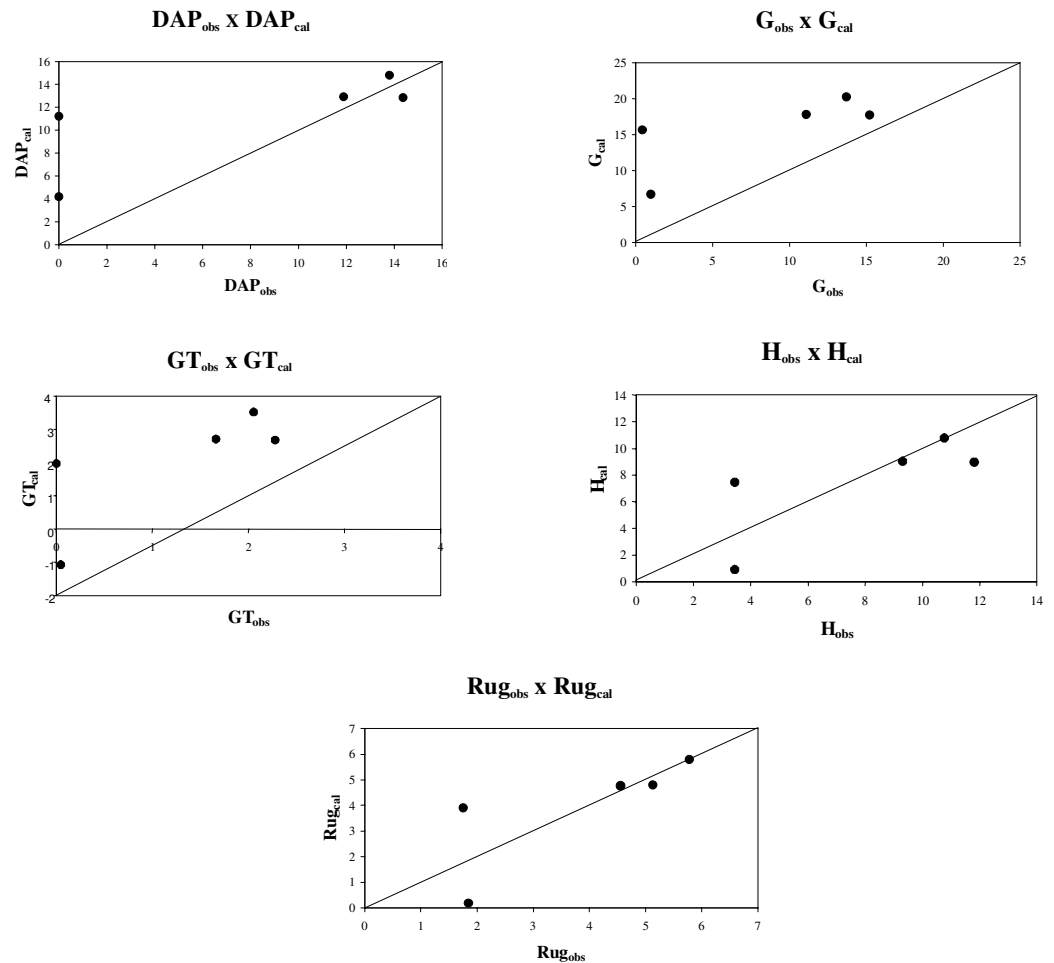 DAPobs x DAPcal
16
14
12
10
8
6
4
2
0
DAPcal
0 2 4 6 8 10 12 14 16
DAPobs
Gobs x Gcal
25
20
15
10
5
0
Gcal
0 5 10 15 20 25
Gobs
GTobs x GTcal
4
3
2
1
0
-1
-2
GTcal
0 1 2 3 4
GTobs
Hobs x Hcal
14
12
10
8
6
4
2
0
Hcal
0 2 4 6 8 10 12 14
Hobs
Rugobs x Rugcal
7
6
5
4
3
2
1
0
Rugcal
0 1 2 3 4 5 6 7
Rugobs